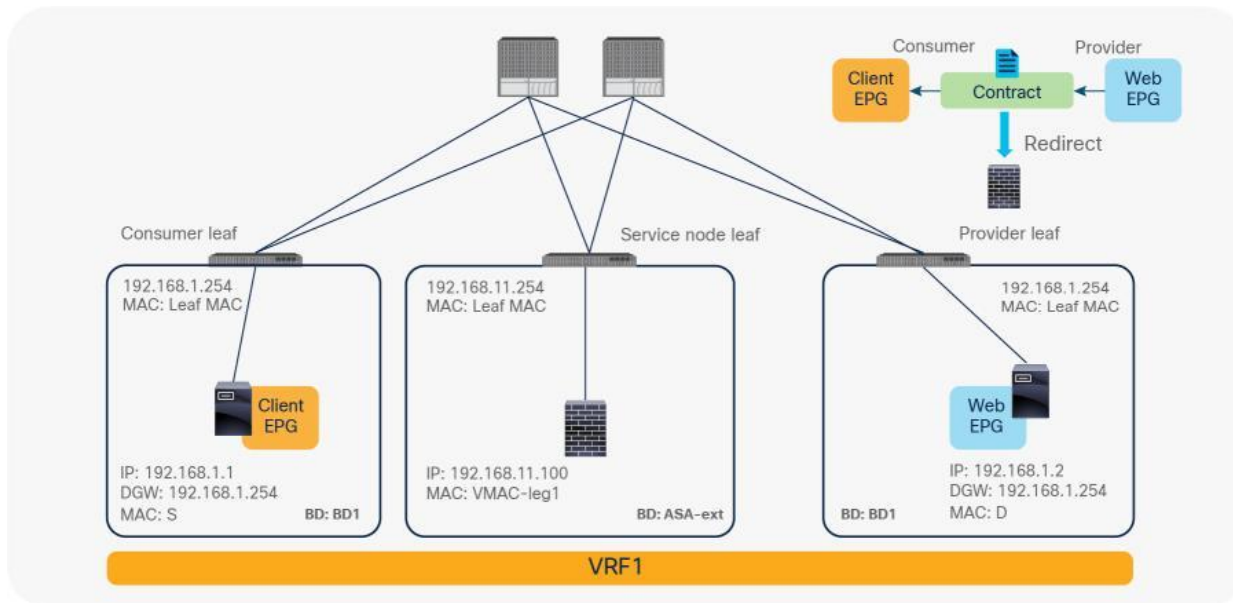 Consumer
Provider
Client
EPG
Contract
Web
EPG
Redirect
Consumer leaf
Service node leaf
Provider leaf
192.168.1.254
MAC: Leaf MAC
Client
EPG
IP: 192.168.1.1
DGW: 192.168.1.254
MAC: S
BD: BD1
192.168.11.254
MAC: Leaf MAC
IP: 192.168.11.100
MAC: VMAC-leg1
BD: ASA-ext
192.168.1.254
MAC: Leaf MAC
Web
EPG
IP: 192.168.1.2
DGW: 192.168.1.254
MAC: D
BD: BD1
VRF1